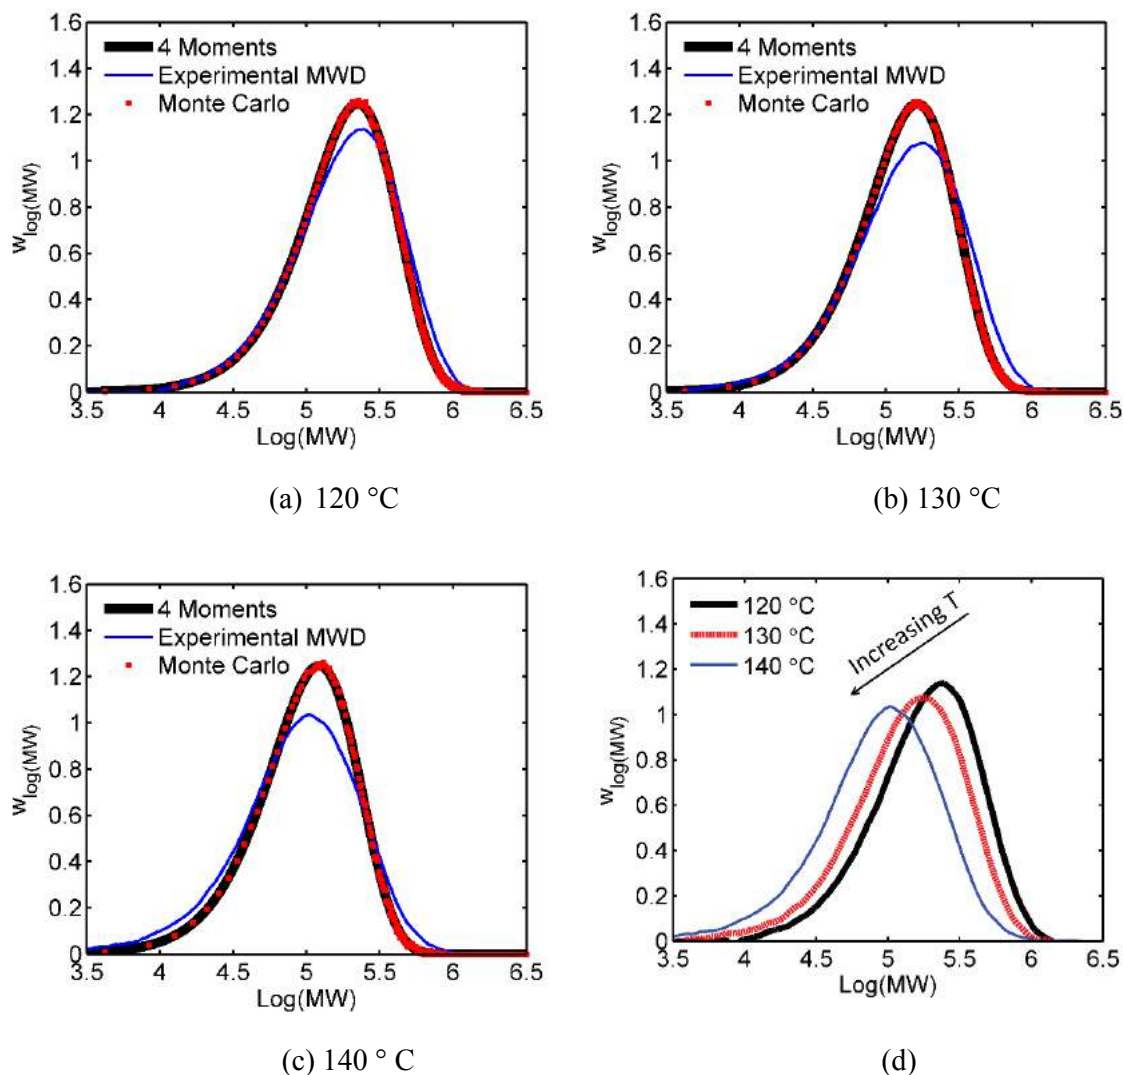 1.6
1.4
1.2
1
0.8
0.6
0.4
0.2
0
w_log(MW)
4 Moments
Experimental MWD
Monte Carlo
3.5 4 4.5 5 5.5 6 6.5
Log(MW)
(a) 120 °C
1.6
1.4
1.2
1
0.8
0.6
0.4
0.2
0
w_log(MW)
4 Moments
Experimental MWD
Monte Carlo
3.5 4 4.5 5 5.5 6 6.5
Log(MW)
(b) 130 °C
1.6
1.4
1.2
1
0.8
0.6
0.4
0.2
0
w_log(MW)
4 Moments
Experimental MWD
Monte Carlo
3.5 4 4.5 5 5.5 6 6.5
Log(MW)
(c) 140 ° C
1.6
1.4
1.2
1
0.8
0.6
0.4
0.2
0
w_log(MW)
120 °C
130 °C
140 °C
Increasing T
3.5 4 4.5 5 5.5 6 6.5
Log(MW)
(d)